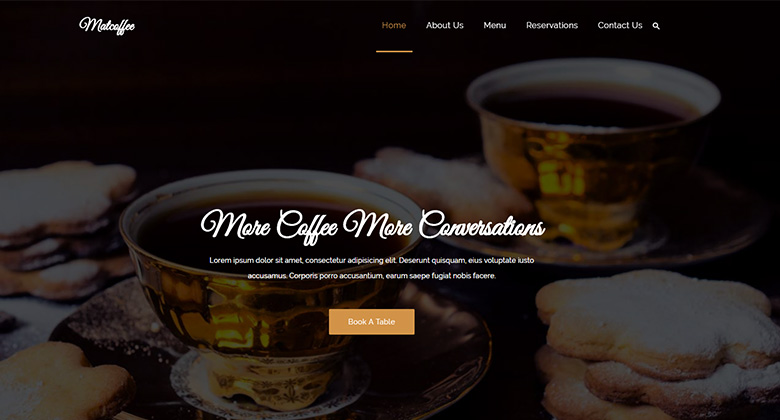 Matcoffee
Home About Us Menu Reservations Contact Us
More Coffee More Conversations
Lorem ipsum dolor sit amet, consectetur adipisicing elit. Deserunt quisquam, eius voluptate iusto
accusamus. Corporis porro accusantium, earum saepe fugiat nobis facere.
Book A Table